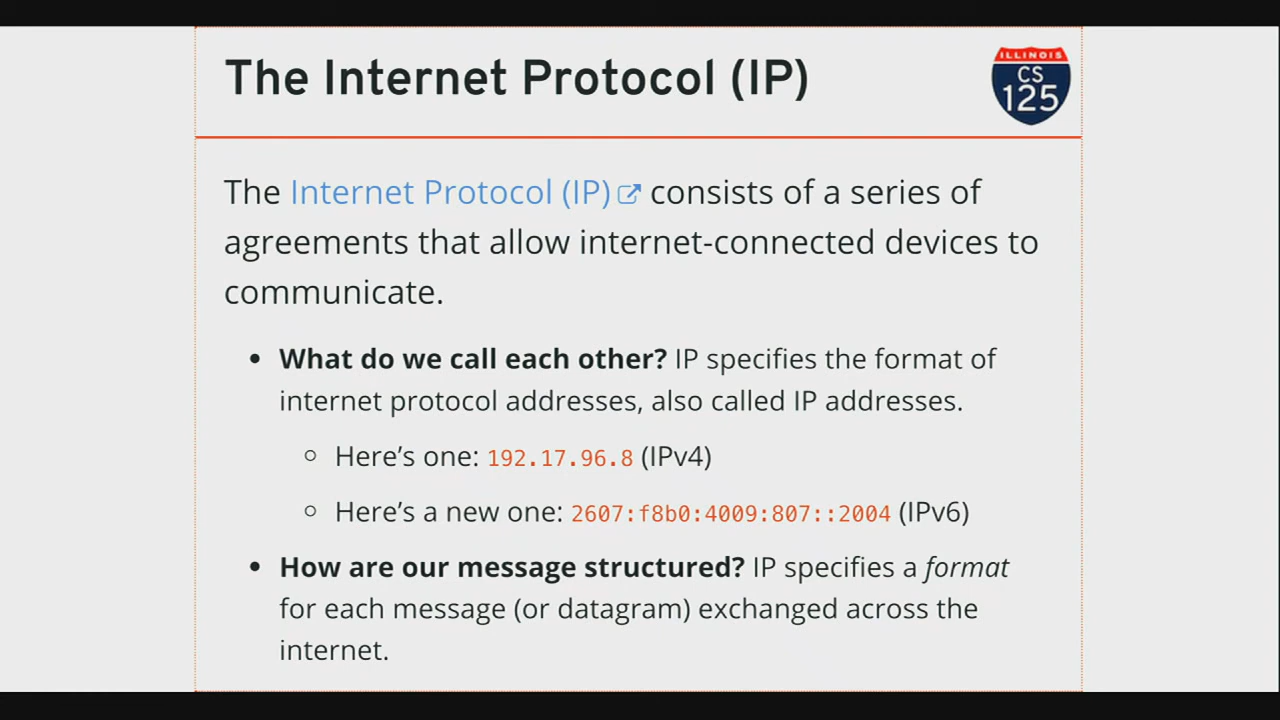 The Internet Protocol (IP)
ILLINOIS
CS
125
The Internet Protocol (IP) consists of a series of
agreements that allow internet-connected devices to
communicate.
• What do we call each other? IP specifies the format of
internet protocol addresses, also called IP addresses.
○ Here's one: 192.17.96.8 (IPv4)
○ Here's a new one: 2607:f8b0:4009:807::2004 (IPv6)
• How are our message structured? IP specifies a format
for each message (or datagram) exchanged across the
internet.